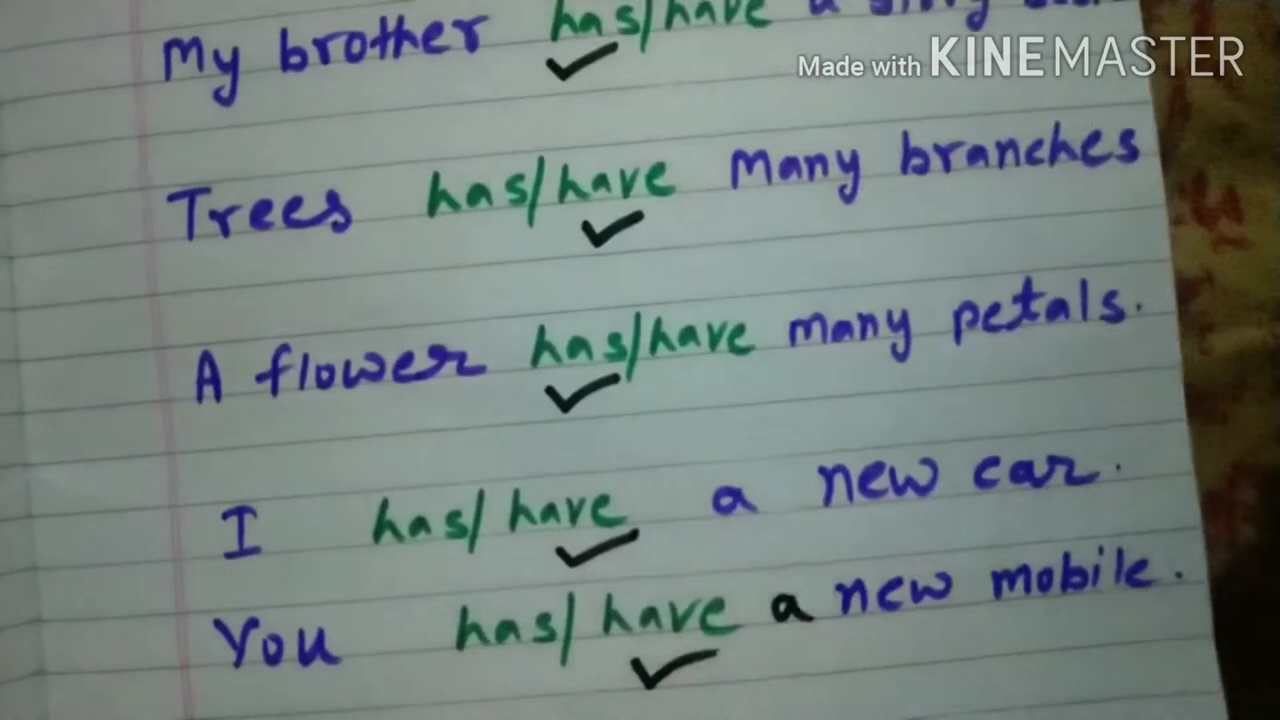 My brother has/have a
Made with KINEMASTER
Trees has/have many branches
A flower has/have many petals.
I has/have a new car.
You has/have a new mobile.